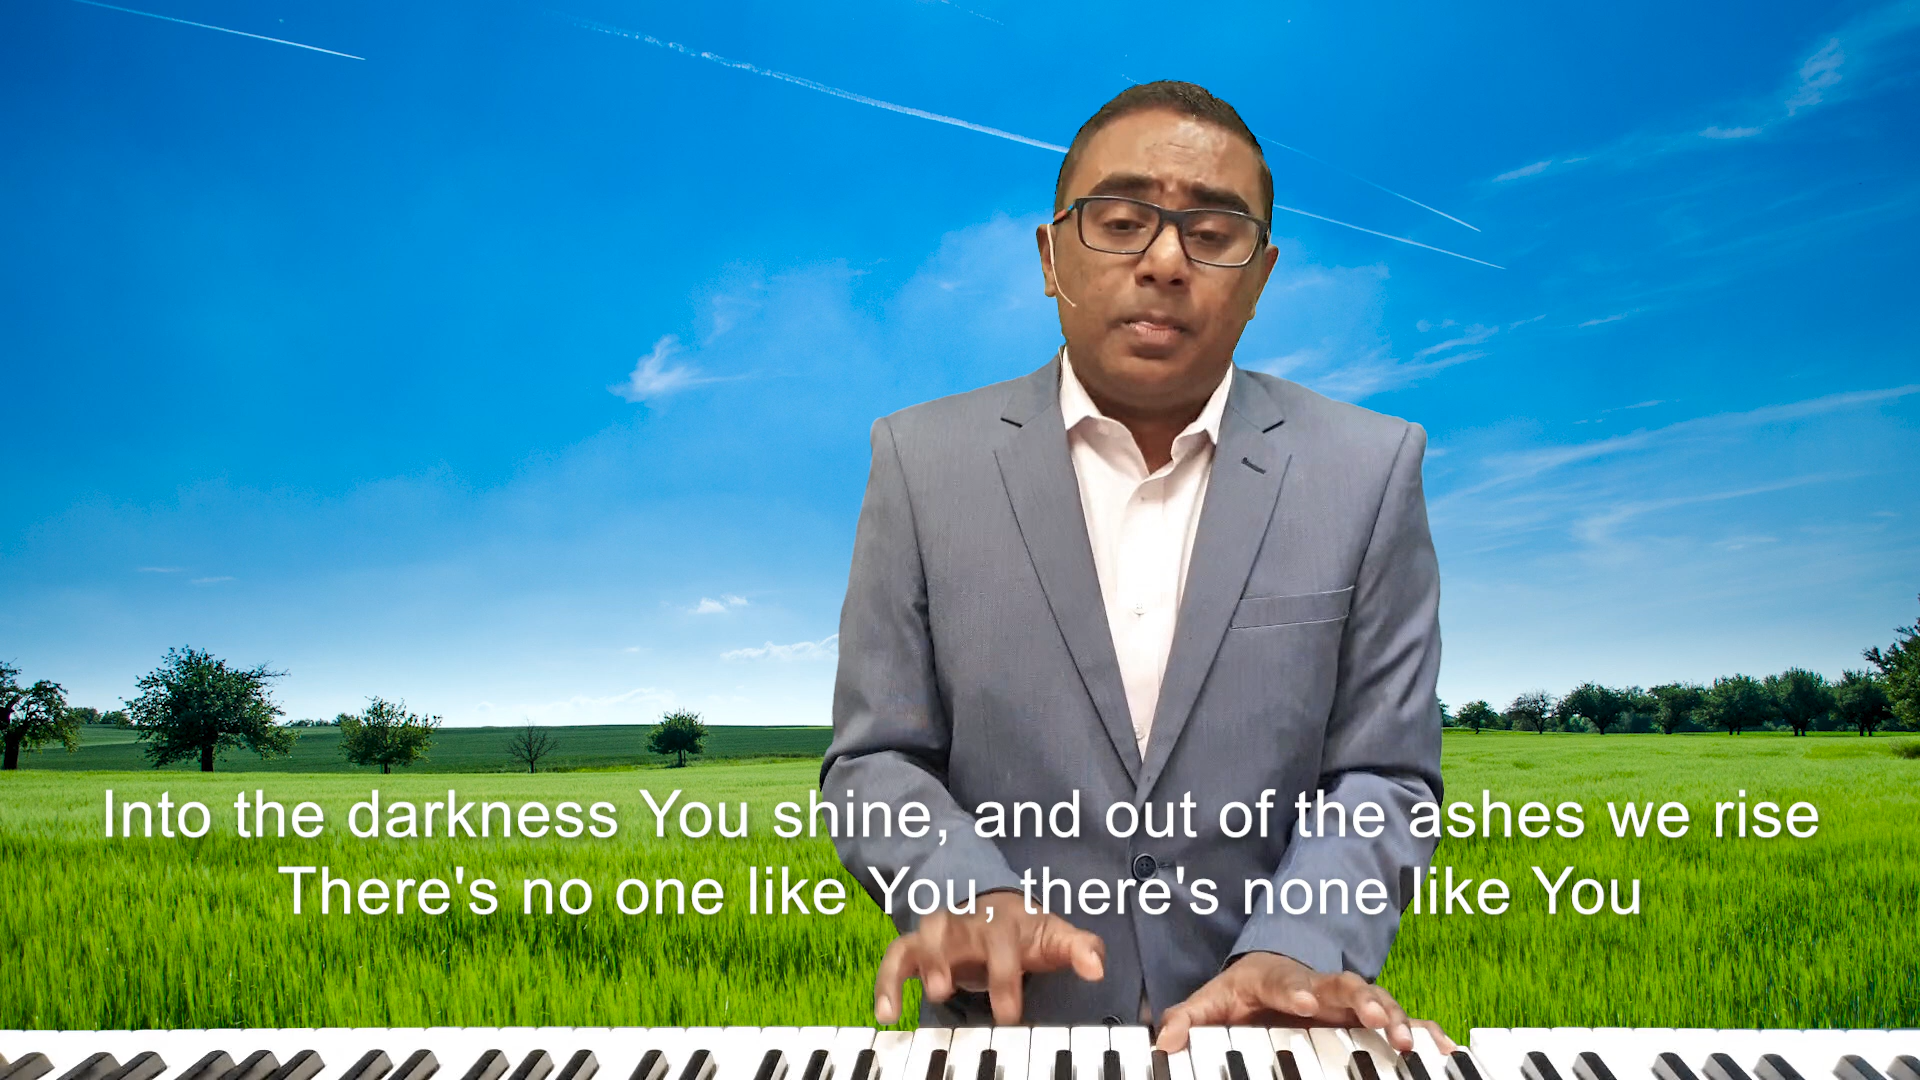 Into the darkness You shine, and out of the ashes we rise
There's no one like You, there's none like You